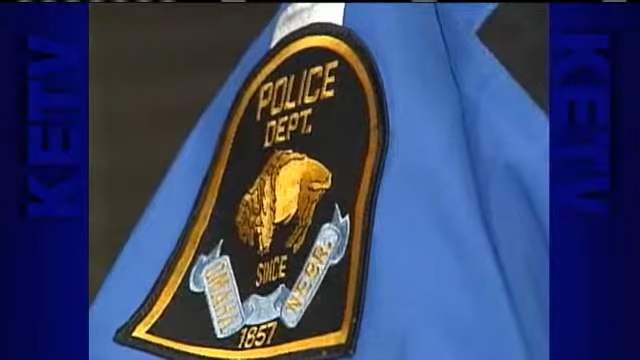 KETV
POLICE
DEPT.
SINCE
OMAHA
NEBR.
1857
KETV